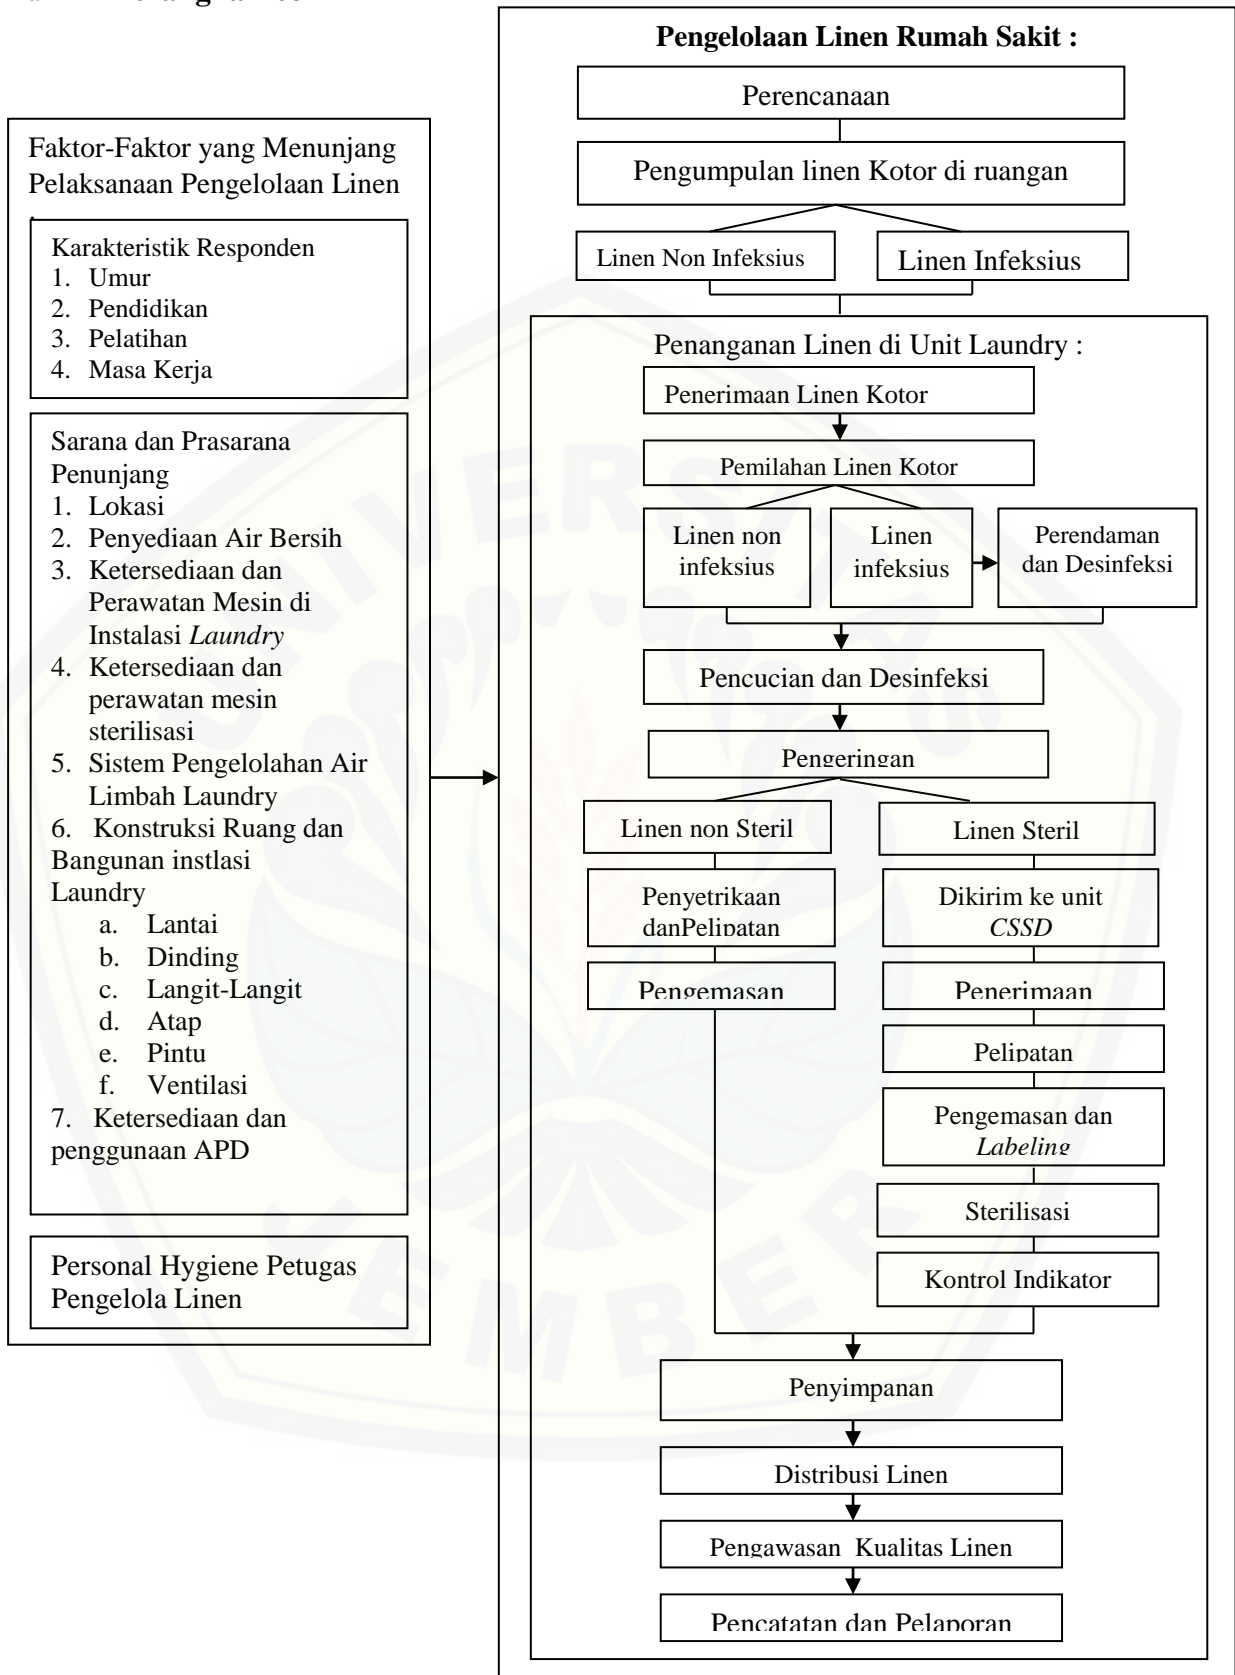 Pengelolaan Linen Rumah Sakit :
Perencanaan
Pengumpulan linen Kotor di ruangan
Linen Non Infeksius
Linen Infeksius
Faktor-Faktor yang Menunjang
Pelaksanaan Pengelolaan Linen
Karakteristik Responden
1. Umur
2. Pendidikan
3. Pelatihan
4. Masa Kerja
Sarana dan Prasarana
Penunjang
1. Lokasi
2. Penyediaan Air Bersih
3. Ketersediaan dan
Perawatan Mesin di
Instalasi Laundry
4. Ketersediaan dan
perawatan mesin
sterilisasi
5. Sistem Pengelolahan Air
Limbah Laundry
6. Konstruksi Ruang dan
Bangunan instlasi
Laundry
a. Lantai
b. Dinding
c. Langit-Langit
d. Atap
e. Pintu
f. Ventilasi
7. Ketersediaan dan
penggunaan APD
Personal Hygiene Petugas
Pengelola Linen
Penanganan Linen di Unit Laundry :
Penerimaan Linen Kotor
Pemilahan Linen Kotor
Linen non
infeksius
Linen
infeksius
Perendaman
dan Desinfeksi
Pencucian dan Desinfeksi
Pengeringan
Linen non Steril
Linen Steril
Penyetrikaan
danPelipatan
Pengemasan
Dikirim ke unit
CSSD
Penerimaan
Pelipatan
Pengemasan dan
Labeling
Sterilisasi
Kontrol Indikator
Penyimpanan
Distribusi Linen
Pengawasan Kualitas Linen
Pencatatan dan Pelaporan
UNIVERSITAS
JEMBER